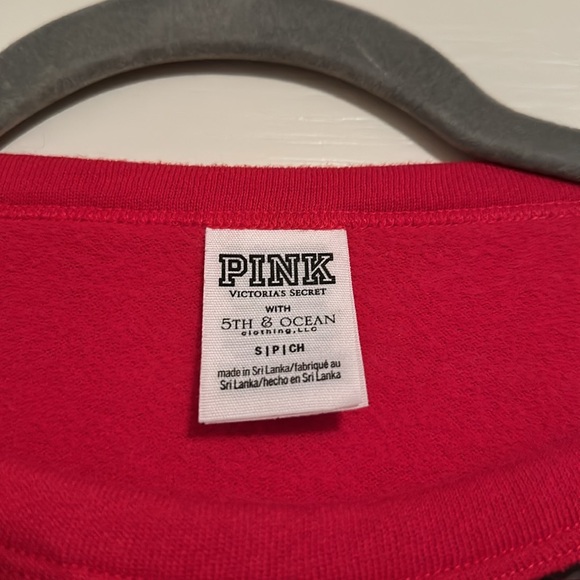 PINK
VICTORIA'S SECRET
WITH
5TH & OCEAN
clothing, LLC
S|P|CH
made in Sri Lanka/fabriqué au
Sri Lanka/hecho en Sri Lanka